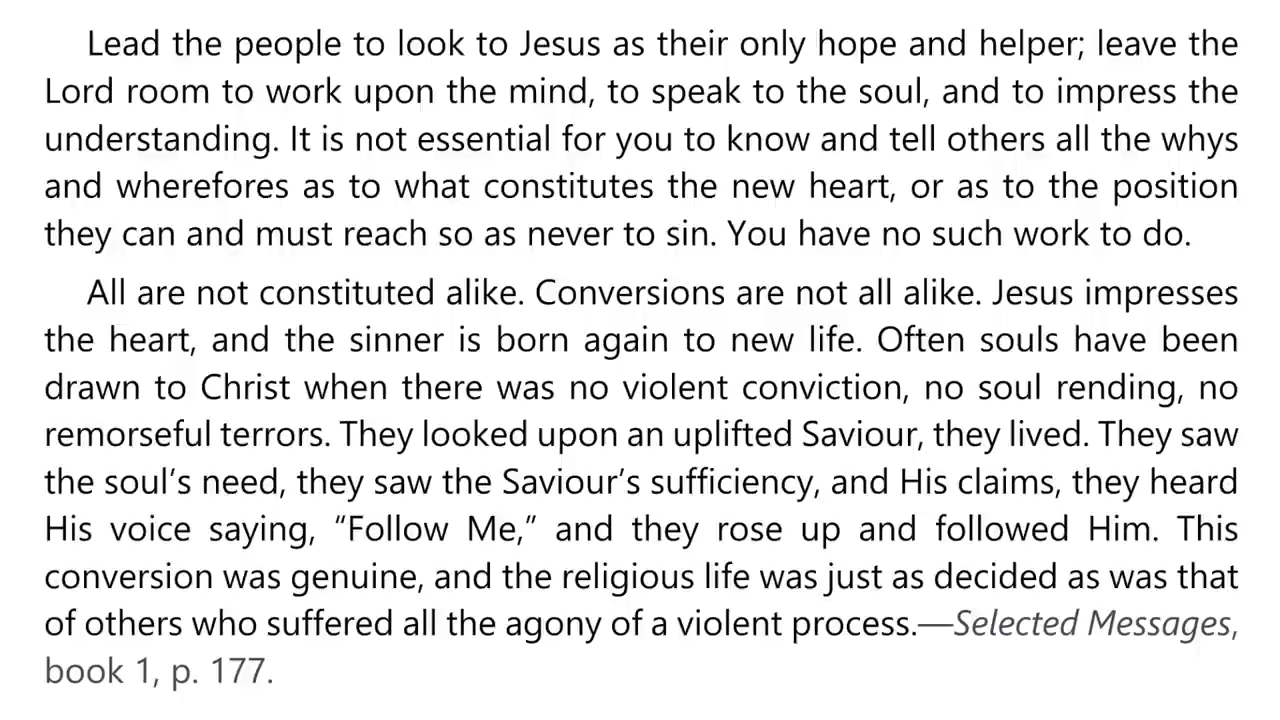 Lead the people to look to Jesus as their only hope and helper; leave the
Lord room to work upon the mind, to speak to the soul, and to impress the
understanding. It is not essential for you to know and tell others all the whys
and wherefores as to what constitutes the new heart, or as to the position
they can and must reach so as never to sin. You have no such work to do.
All are not constituted alike. Conversions are not all alike. Jesus impresses
the heart, and the sinner is born again to new life. Often souls have been
drawn to Christ when there was no violent conviction, no soul rending, no
remorseful terrors. They looked upon an uplifted Saviour, they lived. They saw
the soul’s need, they saw the Saviour’s sufficiency, and His claims, they heard
His voice saying, “Follow Me,” and they rose up and followed Him. This
conversion was genuine, and the religious life was just as decided as was that
of others who suffered all the agony of a violent process.—Selected Messages,
book 1, p. 177.